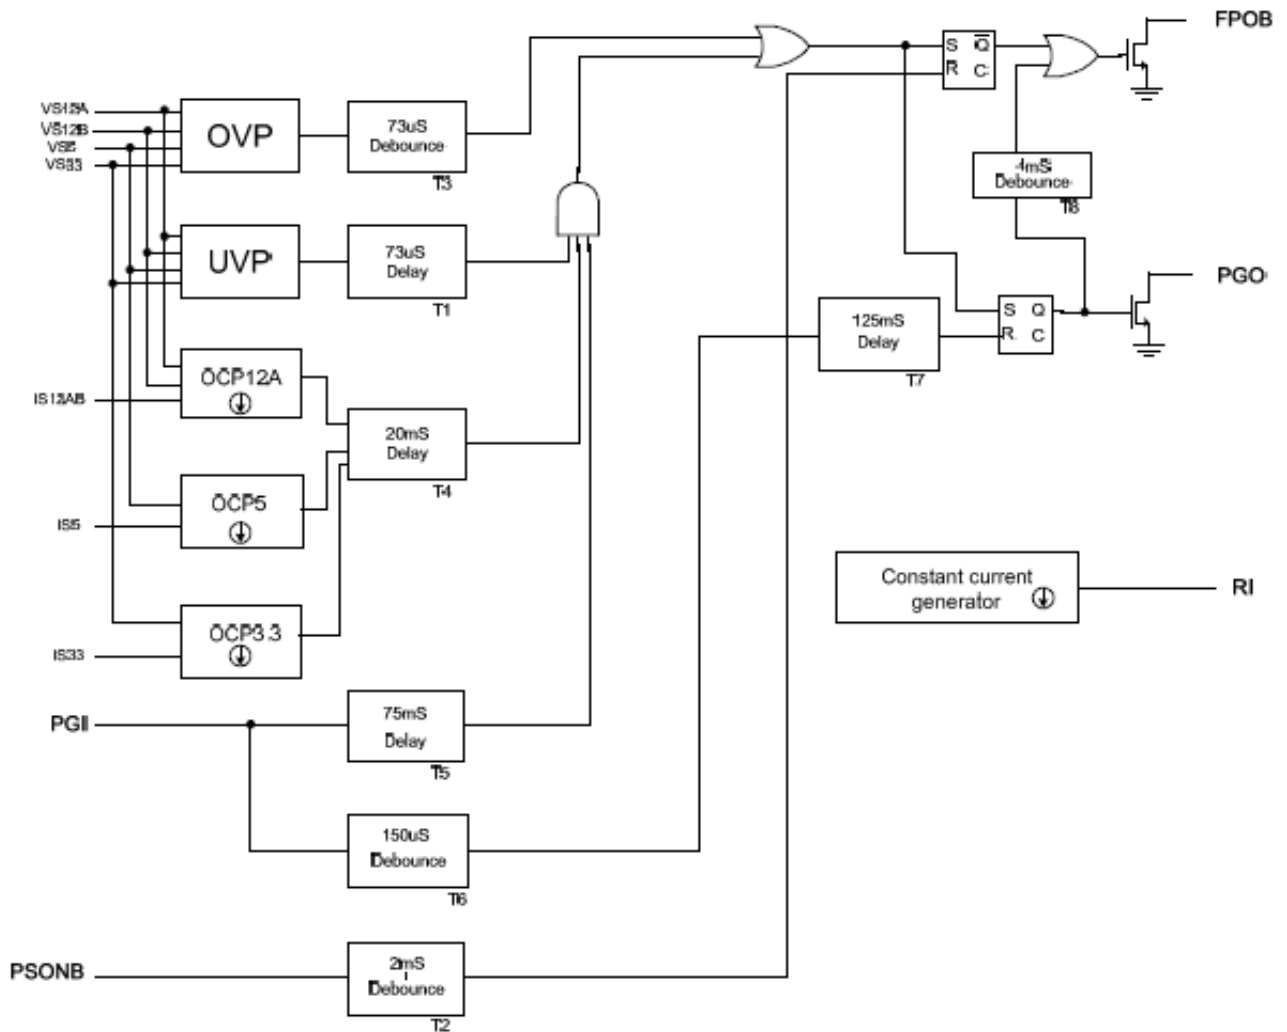 FPOB
S Q
R C
VS12A
VS12B
VS5
VS33
OVP
73uS
Debounce
T3
4mS
Debounce
T8
UVP
73uS
Delay
T1
PGO
S Q
R C
125mS
Delay
T7
OCP12A
IS12AB
20mS
Delay
T4
OCP5
IS5
Constant current
generator
RI
OCP3.3
IS33
PGI
75mS
Delay
T5
150uS
Debounce
T6
PSONB
2mS
Debounce
T2